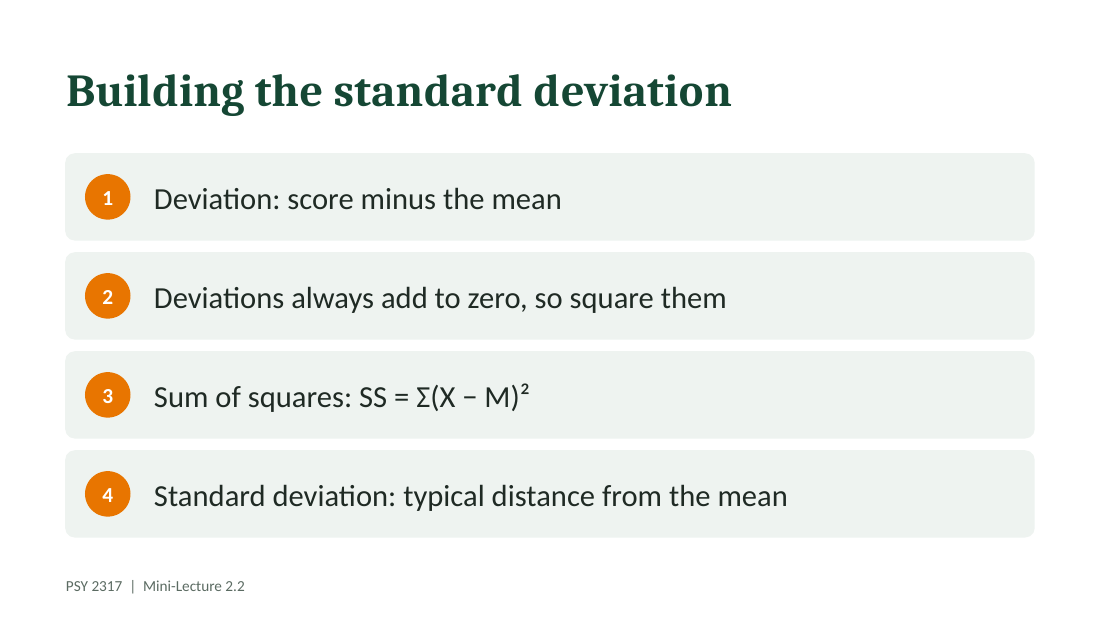 Building the standard deviation
1 Deviation: score minus the mean
2 Deviations always add to zero, so square them
3 Sum of squares: SS = Σ(X − M)²
4 Standard deviation: typical distance from the mean
PSY 2317 | Mini-Lecture 2.2